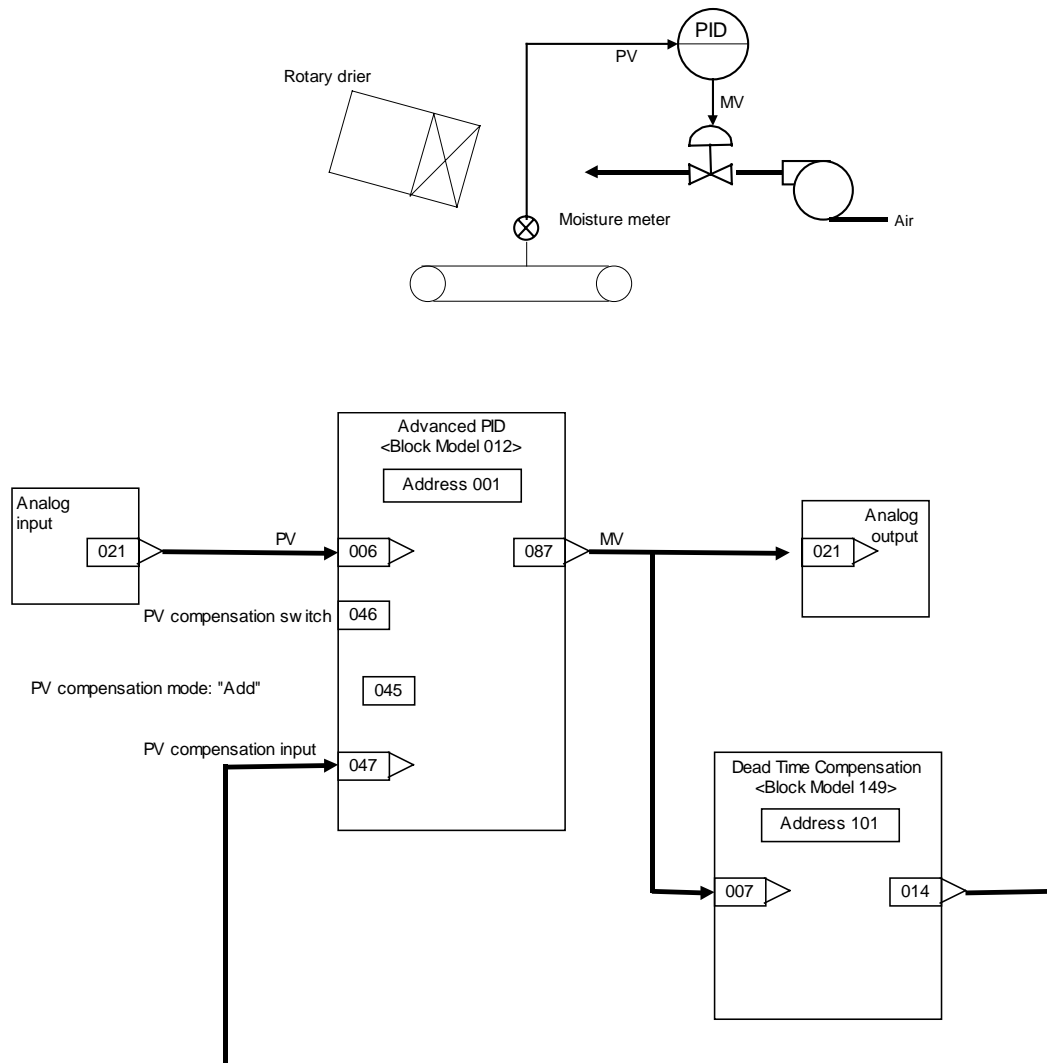 PID
PV
Rotary drier
MV
Moisture meter
Air
Advanced PID
<Block Model 012>
Address 001
Analog
input
Analog
output
021
PV
006
087
MV
021
PV compensation switch
046
PV compensation mode: "Add"
045
PV compensation input
047
Dead Time Compensation
<Block Model 149>
Address 101
007
014